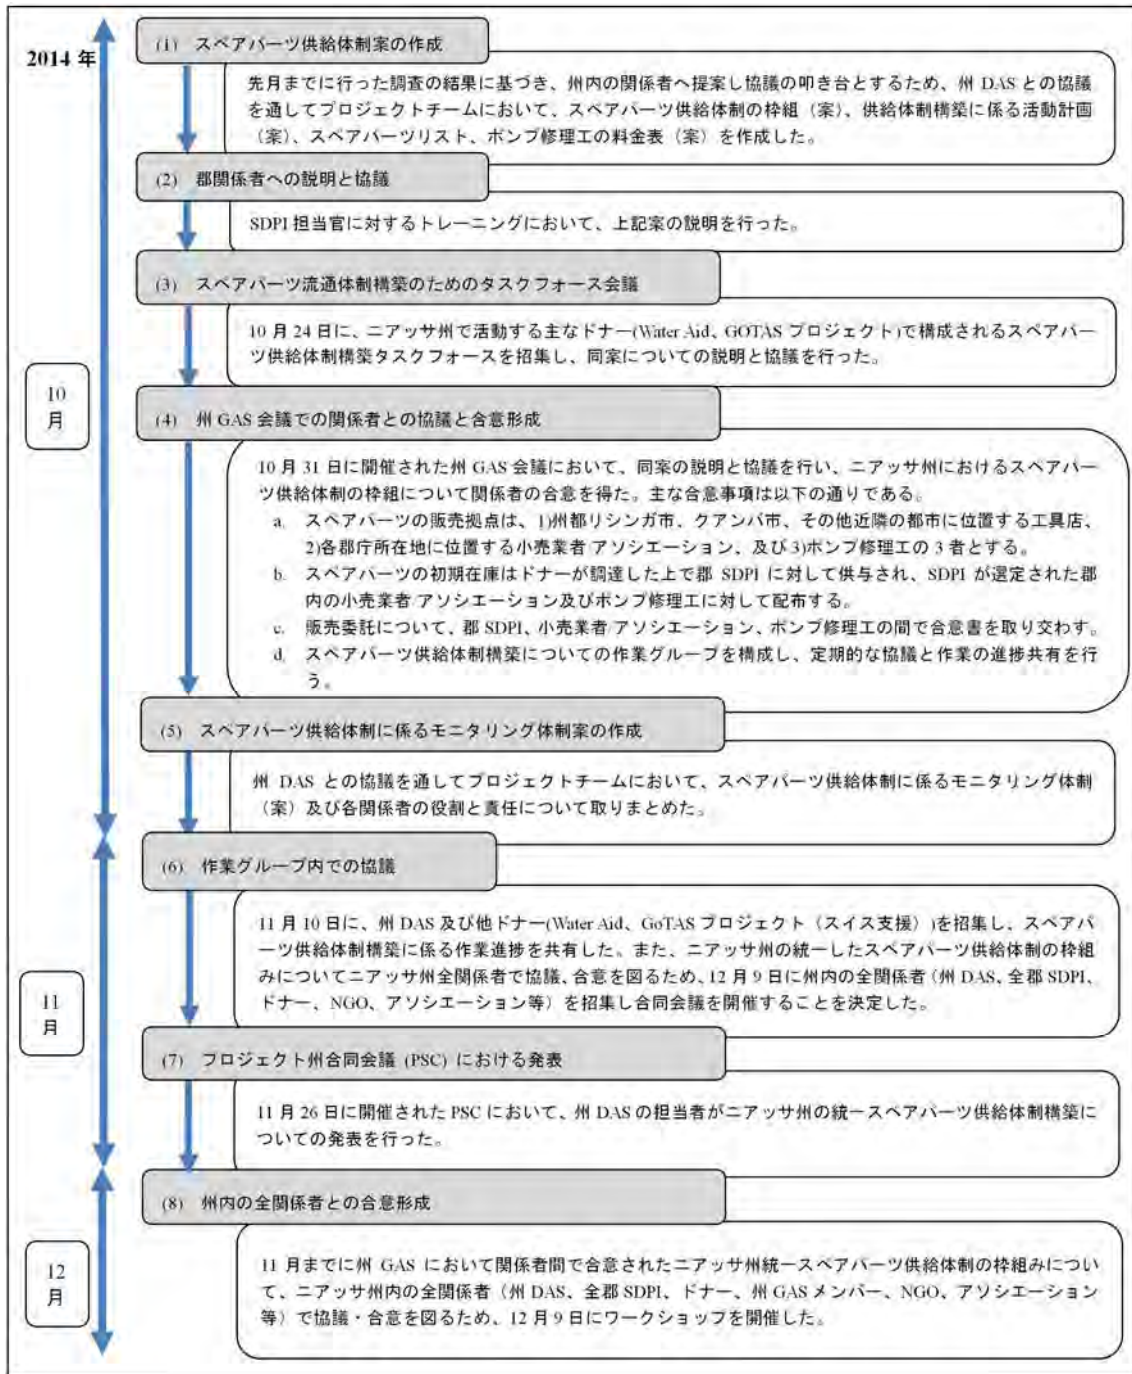 2014 年
(1) スペアパーツ供給体制案の作成
先月までに行った調査の結果に基づき、州内の関係者へ提案し協議の叩き台とするため、州 DAS との協議
を通してプロジェクトチームにおいて、スペアパーツ供給体制の枠組（案）、供給体制構築に係る活動計画
（案）、スペアパーツリスト、ポンプ修理工の料金表（案）を作成した。
(2) 郡関係者への説明と協議
SDPI 担当官に対するトレーニングにおいて、上記案の説明を行った。
(3) スペアパーツ流通体制構築のためのタスクフォース会議
10 月 24 日に、ニアッサ州で活動する主なドナー(Water Aid、GOTAS プロジェクト)で構成されるスペアパー
ツ供給体制構築タスクフォースを招集し、同案についての説明と協議を行った。
10
月
(4) 州 GAS 会議での関係者との協議と合意形成
10 月 31 日に開催された州 GAS 会議において、同案の説明と協議を行い、ニアッサ州におけるスペアパー
ツ供給体制の枠組について関係者の合意を得た。主な合意事項は以下の通りである。
a. スペアパーツの販売拠点は、1)州都リシンガ市、クアンバ市、その他近隣の都市に位置する工具店、
2)各郡庁所在地に位置する小売業者/アソシエーション、及び 3)ポンプ修理工の 3 者とする。
b. スペアパーツの初期在庫はドナーが調達した上で郡 SDPI に対して供与され、SDPI が選定された郡
内の小売業者/アソシエーション及びポンプ修理工に対して配布する。
c. 販売委託について、郡 SDPI、小売業者/アソシエーション、ポンプ修理工の間で合意書を取り交わす。
d. スペアパーツ供給体制構築についての作業グループを構成し、定期的な協議と作業の進捗共有を行
う。
(5) スペアパーツ供給体制に係るモニタリング体制案の作成
州 DAS との協議を通してプロジェクトチームにおいて、スペアパーツ供給体制に係るモニタリング体制
（案）及び各関係者の役割と責任について取りまとめた。
(6) 作業グループ内での協議
11 月 10 日に、州 DAS 及び他ドナー(Water Aid、GoTAS プロジェクト（スイス支援）)を招集し、スペアパ
ーツ供給体制構築に係る作業進捗を共有した。また、ニアッサ州の統一したスペアパーツ供給体制の枠組
みについてニアッサ州全関係者で協議、合意を図るため、12 月 9 日に州内の全関係者（州 DAS、全郡 SDPI、
ドナー、NGO、アソシエーション等）を招集し合同会議を開催することを決定した。
11
月
(7) プロジェクト州合同会議 (PSC) における発表
11 月 26 日に開催された PSC において、州 DAS の担当者がニアッサ州の統一スペアパーツ供給体制構築に
ついての発表を行った。
(8) 州内の全関係者との合意形成
12
月
11 月までに州 GAS において関係者間で合意されたニアッサ州統一スペアパーツ供給体制の枠組みについ
て、ニアッサ州内の全関係者（州 DAS、全郡 SDPI、ドナー、州 GAS メンバー、NGO、アソシエーション
等）で協議・合意を図るため、12 月 9 日にワークショップを開催した。